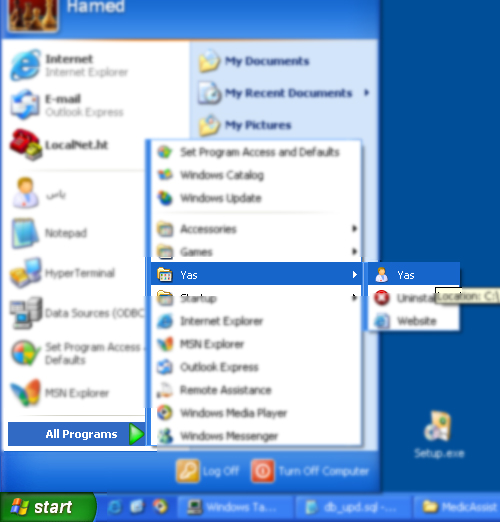 Hamed
Internet
Internet Explorer
E-mail
Outlook Express
LocalNet.ht
یاس
Notepad
HyperTerminal
Data Sources (ODBC
Set Program Access
Defaults
MSN Explorer
All Programs
My Documents
My Recent Documents
My Pictures
Set Program Access and Defaults
Windows Catalog
Windows Update
Accessories
Games
Yas
Startup
Internet Explorer
MSN Explorer
Outlook Express
Remote Assistance
Windows Media Player
Windows Messenger
Yas
Location: C:\
Website
Setup.exe
Log Off
Turn Off Computer
start
Windows Ta...
db_upd.sql -...
MedicAssist